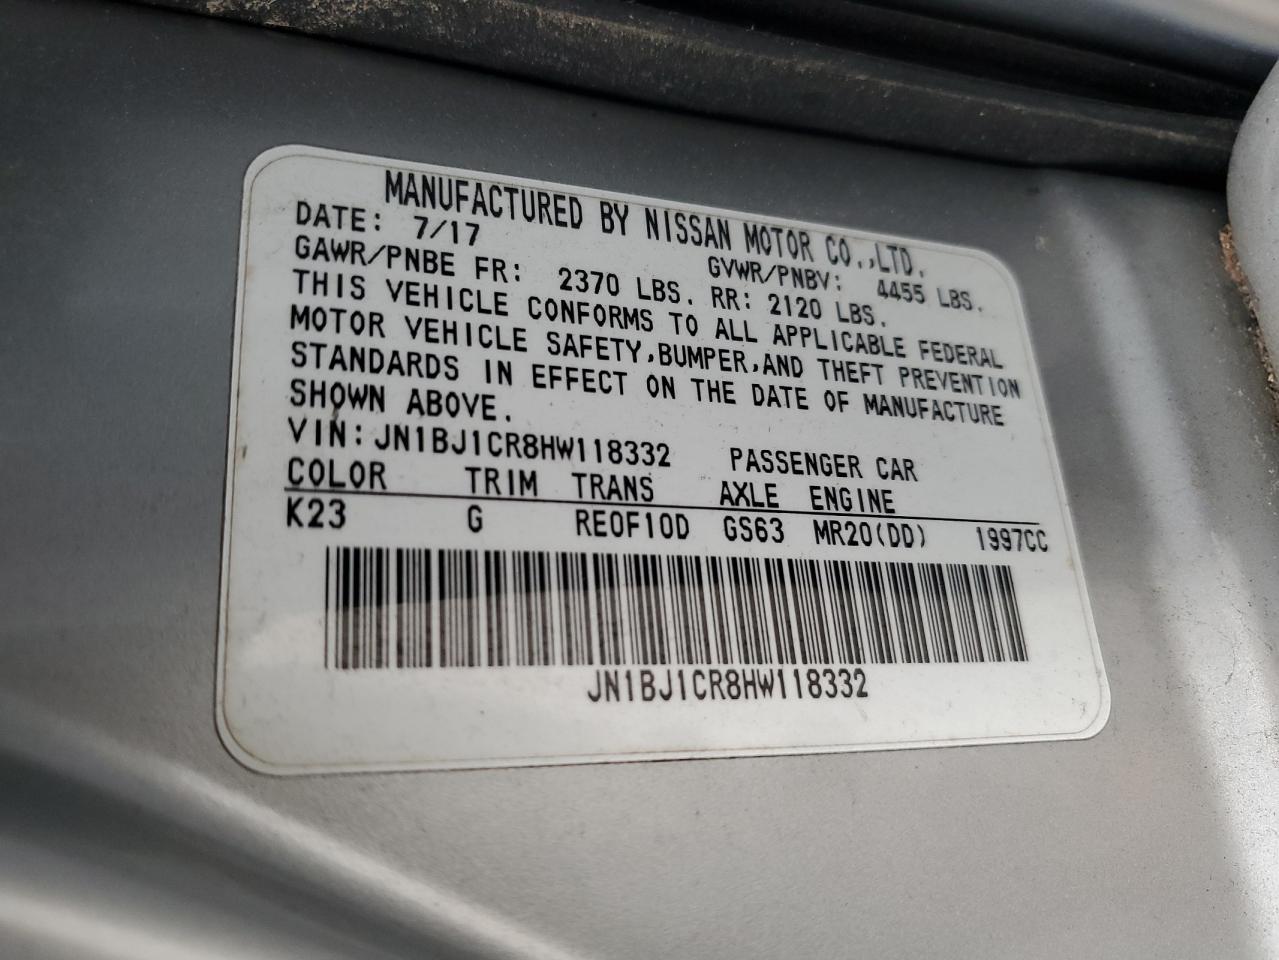 MANUFACTURED BY NISSAN MOTOR CO.,LTD.
DATE: 7/17 GVWR/PNBV: 4455 LBS.
GAWR/PNBE FR: 2370 LBS. RR: 2120 LBS.
THIS VEHICLE CONFORMS TO ALL APPLICABLE FEDERAL
MOTOR VEHICLE SAFETY,BUMPER,AND THEFT PREVENTION
STANDARDS IN EFFECT ON THE DATE OF MANUFACTURE
SHOWN ABOVE.
VIN:JN1BJ1CR8HW118332 PASSENGER CAR
COLOR TRIM TRANS AXLE ENGINE
K23 G RE0F10D GS63 MR20(DD) 1997CC
JN1BJ1CR8HW118332